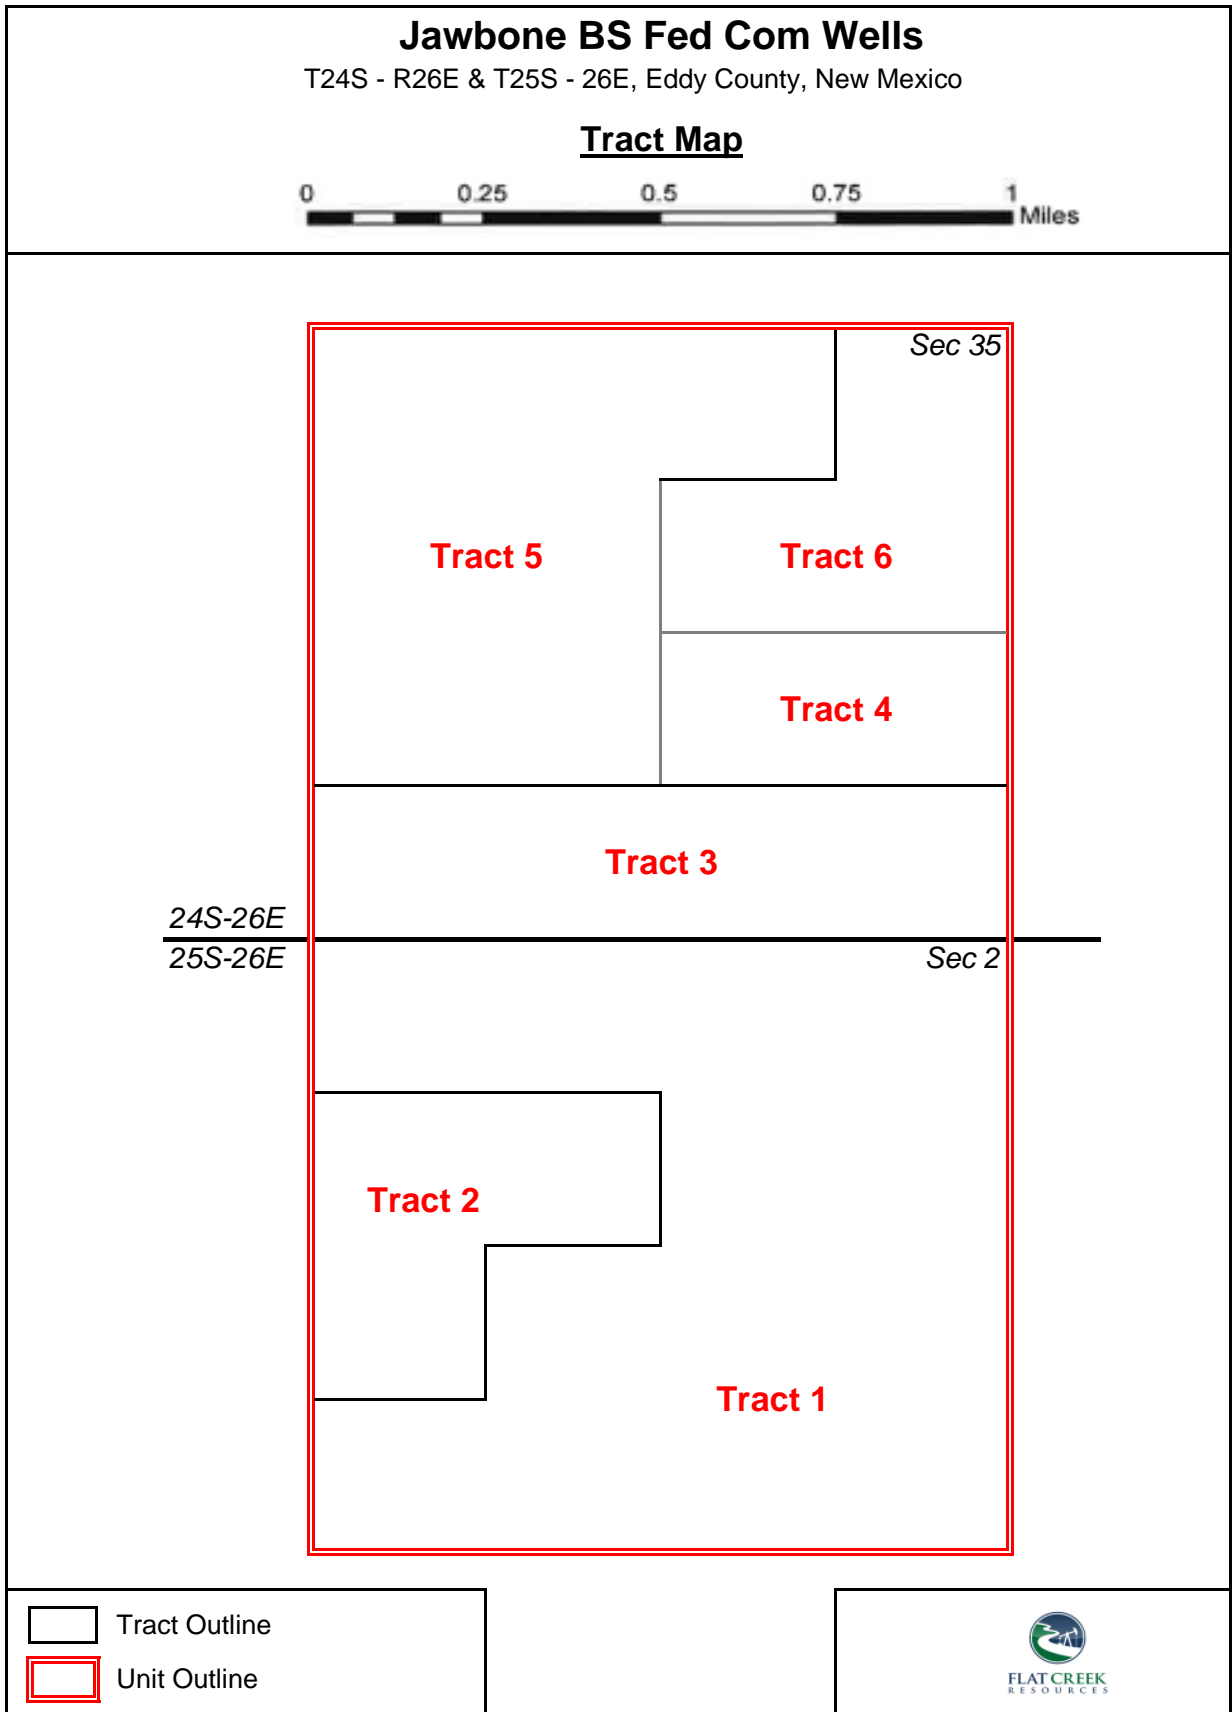 Jawbone BS Fed Com Wells
T24S - R26E & T25S - 26E, Eddy County, New Mexico
Tract Map
0 0.25 0.5 0.75 1
Miles
Sec 35
Tract 5 Tract 6
Tract 4
Tract 3
24S-26E
25S-26E Sec 2
Tract 2
Tract 1
Tract Outline
Unit Outline
FLAT CREEK
RESOURCES